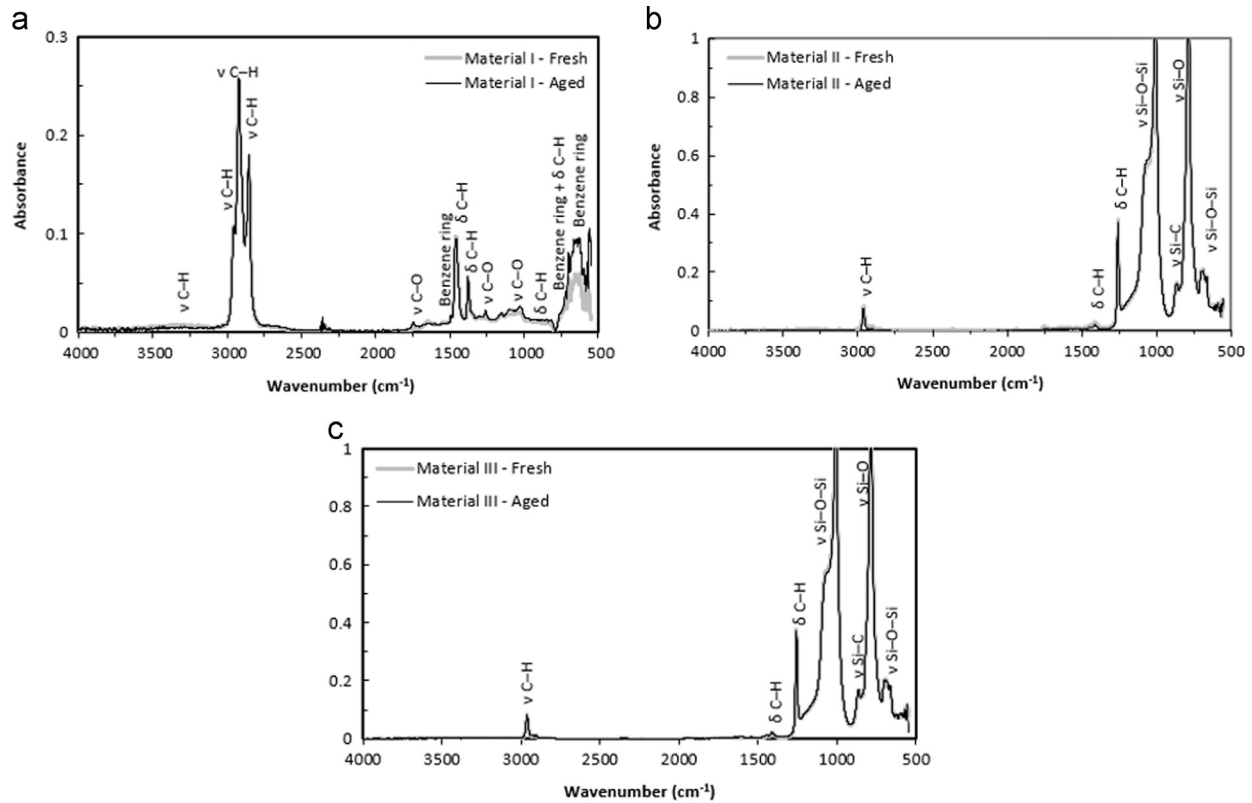 a
0.3
0.2
0.1
0
Absorbance
Material I - Fresh
Material I - Aged
ν C–H
ν C–H
ν C–H
ν C–H
ν C–O
Benzene ring
δ C–H
δ C–H
ν C–O
ν C–O
δ C–H
Benzene ring + δ C–H
Benzene ring
4000 3500 3000 2500 2000 1500 1000 500
Wavenumber (cm⁻¹)
b
1
0.8
0.6
0.4
0.2
0
Absorbance
Material II - Fresh
Material II - Aged
ν C–H
δ C–H
δ C–H
ν Si–O–Si
ν Si–C
ν Si–O
ν Si–O–Si
4000 3500 3000 2500 2000 1500 1000 500
Wavenumber (cm⁻¹)
c
1
0.8
0.6
0.4
0.2
0
Absorbance
Material III - Fresh
Material III - Aged
ν C–H
δ C–H
δ C–H
ν Si–O–Si
ν Si–C
ν Si–O
ν Si–O–Si
4000 3500 3000 2500 2000 1500 1000 500
Wavenumber (cm⁻¹)